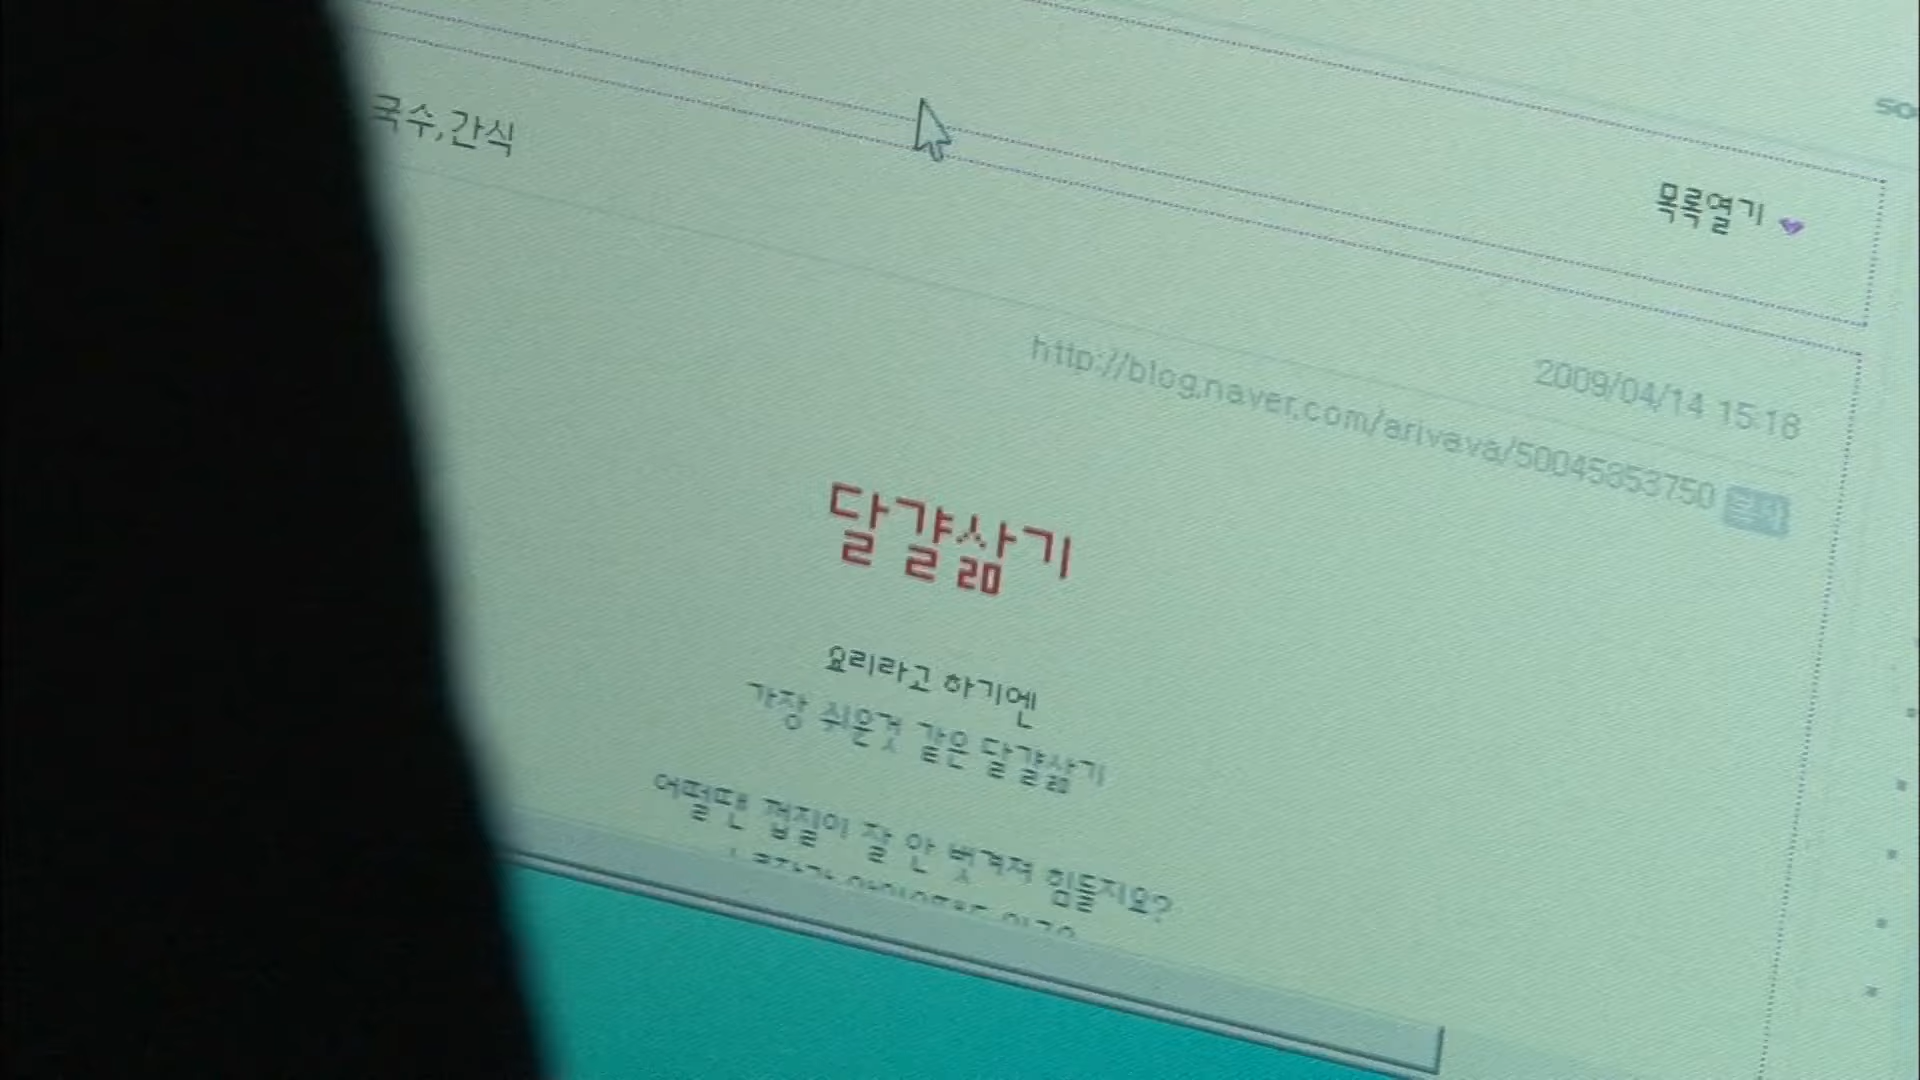 국수,간식
목록열기
2009/04/14 15:18
http://blog.naver.com/arivava/50045353750
달걀삶기
요리라고 하기엔
가장 쉬운것 같은 달걀삶기
어떨땐 껍질이 잘 안 벗겨져 힘들지요?